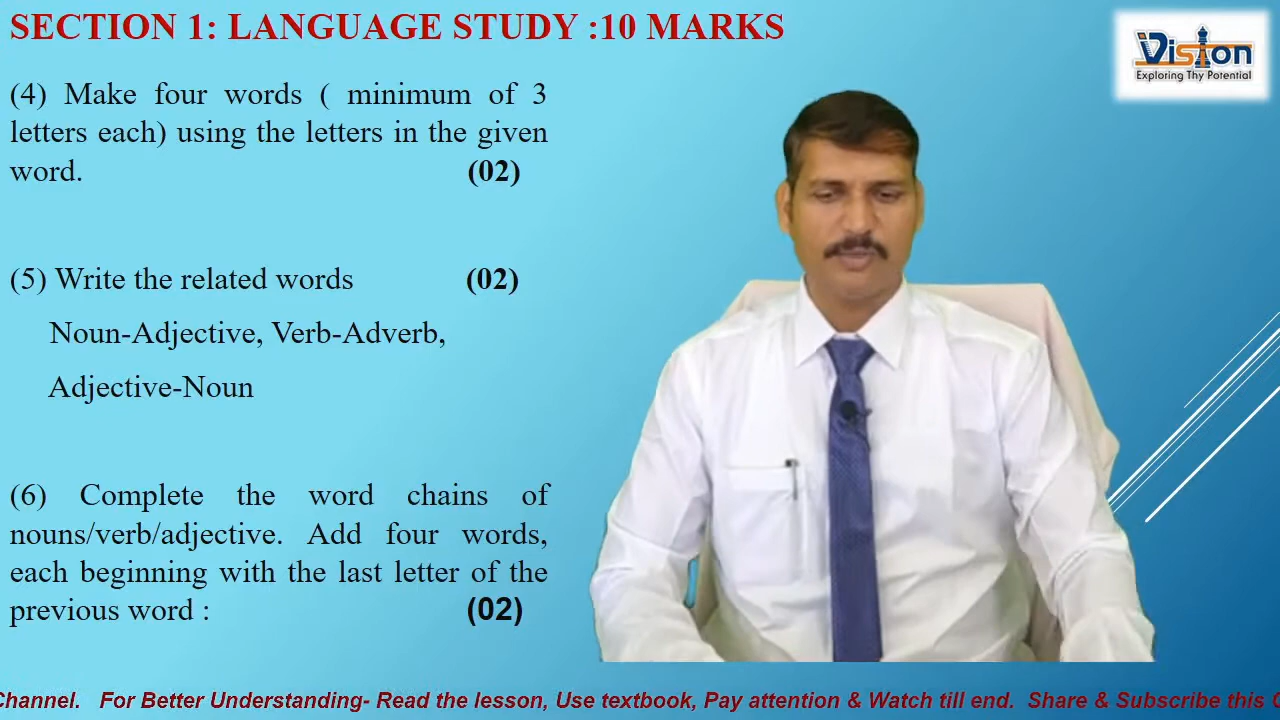 SECTION 1: LANGUAGE STUDY :10 MARKS
Vision
Exploring Thy Potential
(4) Make four words ( minimum of 3
letters each) using the letters in the given
word. (02)
(5) Write the related words (02)
Noun-Adjective, Verb-Adverb,
Adjective-Noun
(6) Complete the word chains of
nouns/verb/adjective. Add four words,
each beginning with the last letter of the
previous word : (02)
Channel. For Better Understanding- Read the lesson, Use textbook, Pay attention & Watch till end. Share & Subscribe this